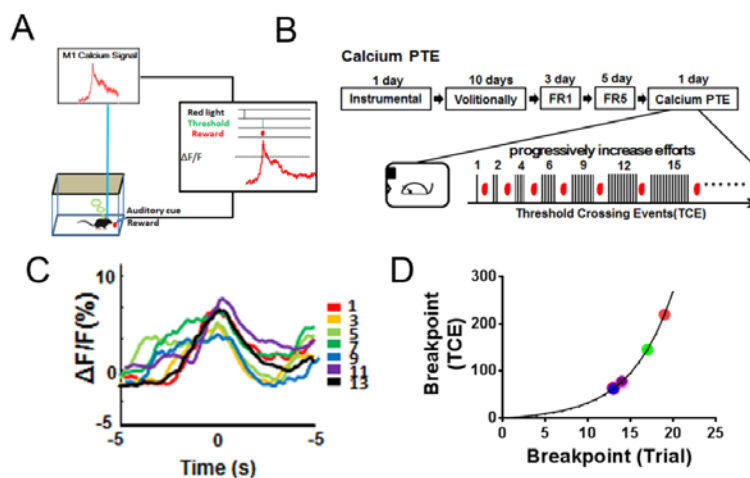 A
M1 Calcium Signal
Red light
Threshold
Reward
ΔF/F
Auditory cue
Reward
B
Calcium PTE
1 day
10 days
3 day
5 day
1 day
Instrumental
Volitionally
FR1
FR5
Calcium PTE
progressively increase efforts
1 2 4 6 9 12 15
Threshold Crossing Events(TCE)
C
ΔF/F(%)
10
0
-5
-5 0 -5
Time (s)
1
3
5
7
9
11
13
D
Breakpoint
(TCE)
300
200
100
0
0 5 10 15 20 25
Breakpoint (Trial)